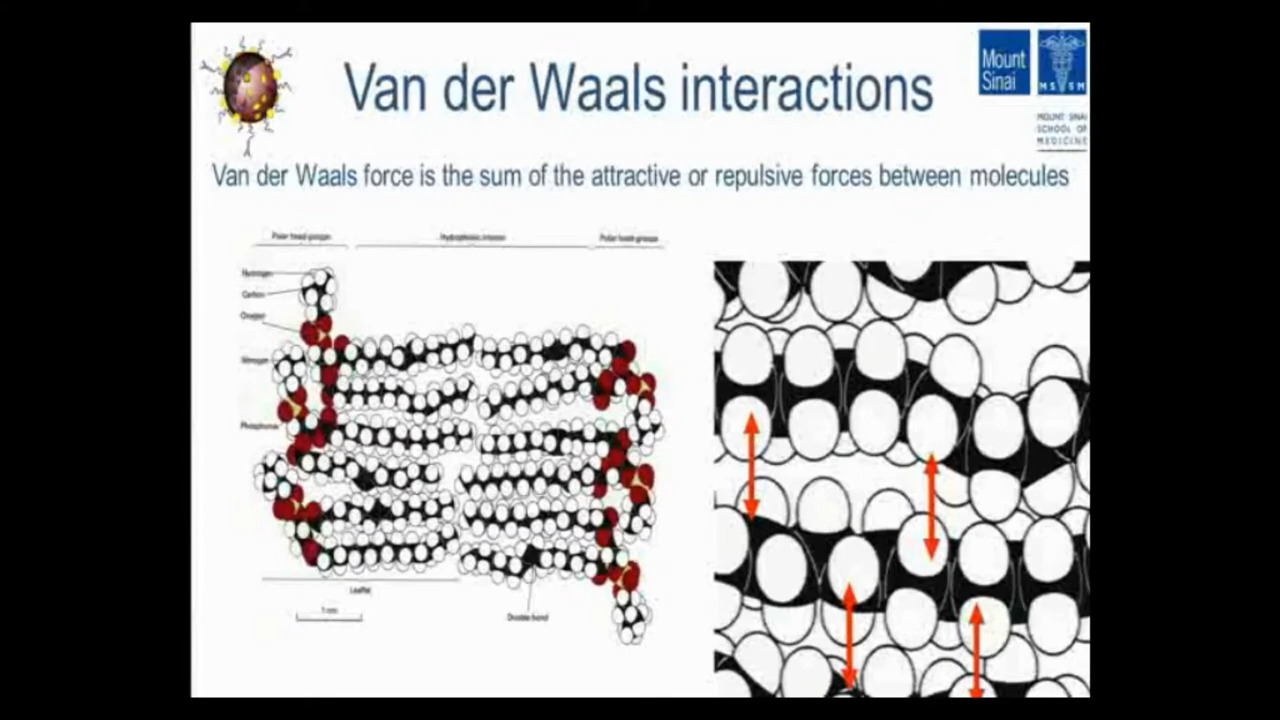 Van der Waals interactions
Mount
Sinai
M S S M
MOUNT SINAI
SCHOOL OF
MEDICINE
Van der Waals force is the sum of the attractive or repulsive forces between molecules
Polar head groups
Hydrophobic interior
Polar head groups
Hydrogen
Carbon
Oxygen
Nitrogen
Phosphorus
Leaflet
1 nm
Double bond